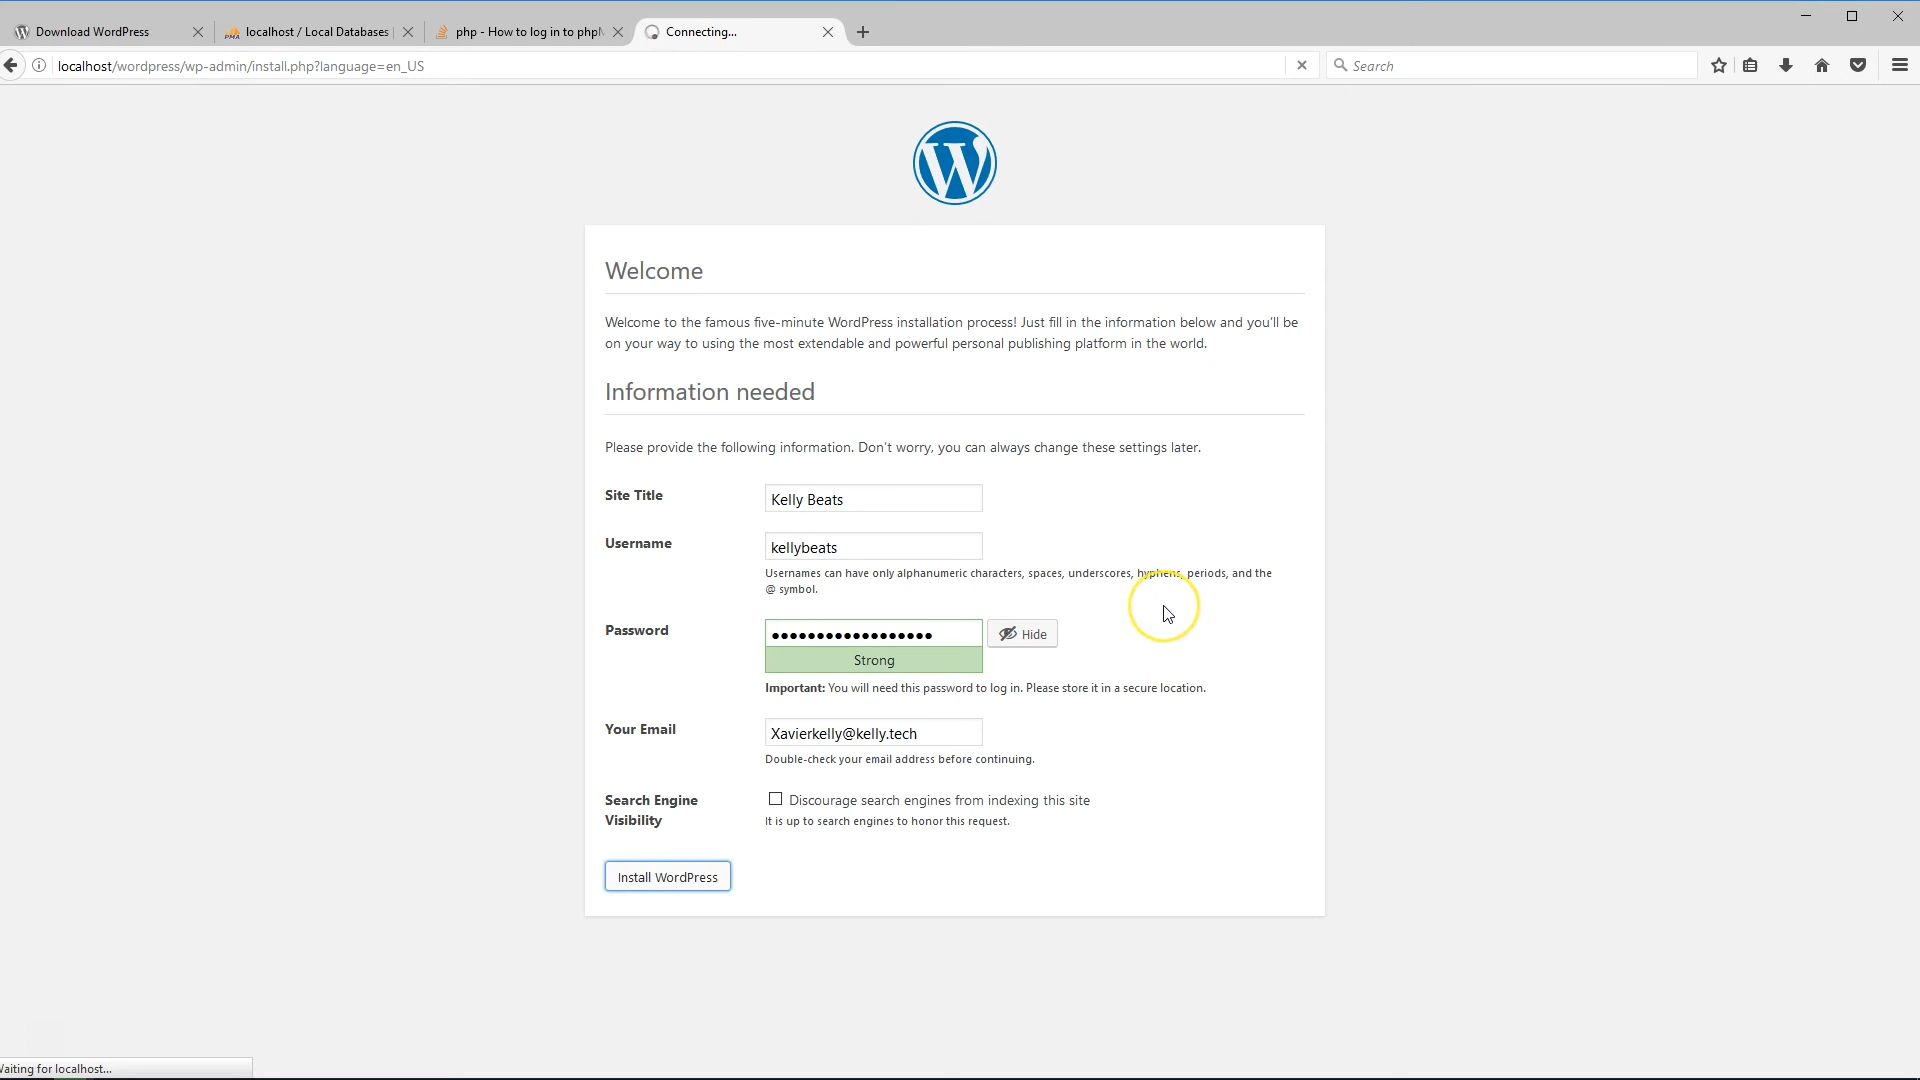 Download WordPress
localhost / Local Databases
php - How to log in to phpM
Connecting...
localhost/wordpress/wp-admin/install.php?language=en_US
Search
Welcome
Welcome to the famous five-minute WordPress installation process! Just fill in the information below and you’ll be
on your way to using the most extendable and powerful personal publishing platform in the world.
Information needed
Please provide the following information. Don’t worry, you can always change these settings later.
Site Title
Kelly Beats
Username
kellybeats
Usernames can have only alphanumeric characters, spaces, underscores, hyphens, periods, and the
@ symbol.
Password
••••••••••••••••••
Hide
Strong
Important: You will need this password to log in. Please store it in a secure location.
Your Email
Xavierkelly@kelly.tech
Double-check your email address before continuing.
Search Engine
Visibility
Discourage search engines from indexing this site
It is up to search engines to honor this request.
Install WordPress
Waiting for localhost...